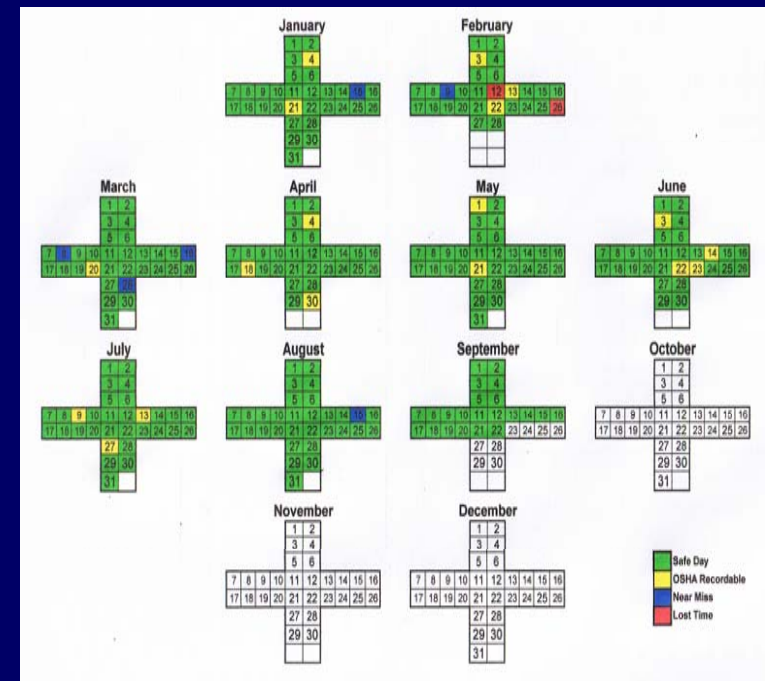 January
1 2
3 4
5 6
7 8 9 10 11 12 13 14 15 16
17 18 19 20 21 22 23 24 25 26
27 28
29 30
31
February
1 2
3 4
5 6
7 8 9 10 11 12 13 14 15 16
17 18 19 20 21 22 23 24 25 26
27 28
March
1 2
3 4
5 6
7 8 9 10 11 12 13 14 15 16
17 18 19 20 21 22 23 24 25 26
27 28
29 30
31
April
1 2
3 4
5 6
7 8 9 10 11 12 13 14 15 16
17 18 19 20 21 22 23 24 25 26
27 28
29 30
May
1 2
3 4
5 6
7 8 9 10 11 12 13 14 15 16
17 18 19 20 21 22 23 24 25 26
27 28
29 30
31
June
1 2
3 4
5 6
7 8 9 10 11 12 13 14 15 16
17 18 19 20 21 22 23 24 25 26
27 28
29 30
July
1 2
3 4
5 6
7 8 9 10 11 12 13 14 15 16
17 18 19 20 21 22 23 24 25 26
27 28
29 30
31
August
1 2
3 4
5 6
7 8 9 10 11 12 13 14 15 16
17 18 19 20 21 22 23 24 25 26
27 28
29 30
31
September
1 2
3 4
5 6
7 8 9 10 11 12 13 14 15 16
17 18 19 20 21 22 23 24 25 26
27 28
29 30
October
1 2
3 4
5 6
7 8 9 10 11 12 13 14 15 16
17 18 19 20 21 22 23 24 25 26
27 28
29 30
31
November
1 2
3 4
5 6
7 8 9 10 11 12 13 14 15 16
17 18 19 20 21 22 23 24 25 26
27 28
29 30
December
1 2
3 4
5 6
7 8 9 10 11 12 13 14 15 16
17 18 19 20 21 22 23 24 25 26
27 28
29 30
31
Safe Day
OSHA Recordable
Near Miss
Lost Time